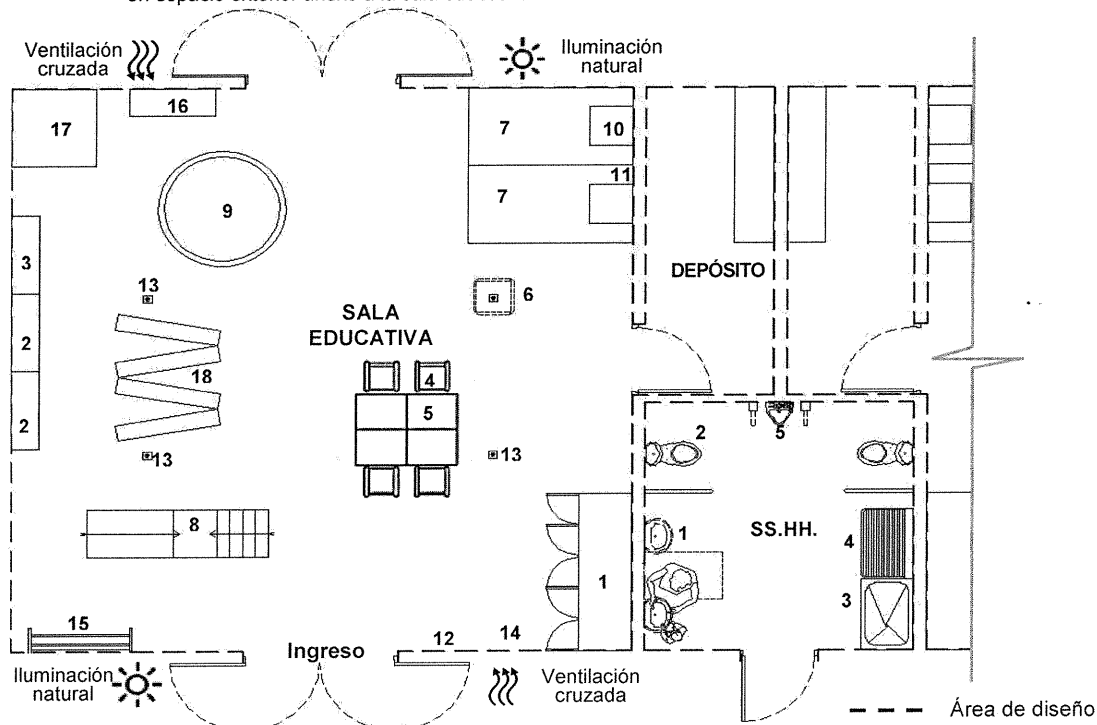 Ventilación
cruzada
Iluminación
natural
17
16
7
10
11
7
9
3
13
6
DEPÓSITO
SALA
EDUCATIVA
2
18
4
5
2
13
13
2
5
8
1
1
SS.HH.
4
3
15
Ingreso
12
14
Iluminación
natural
Ventilación
cruzada
Área de diseño